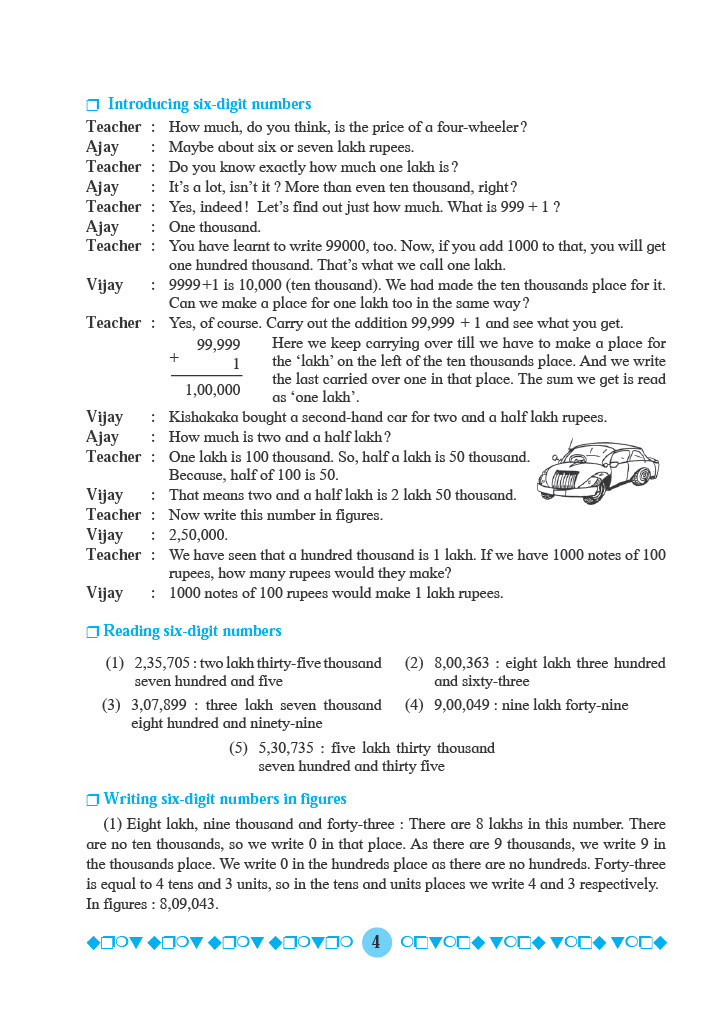 ❐ Introducing six-digit numbers
Teacher : How much, do you think, is the price of a four-wheeler?
Ajay : Maybe about six or seven lakh rupees.
Teacher : Do you know exactly how much one lakh is?
Ajay : It’s a lot, isn’t it ? More than even ten thousand, right?
Teacher : Yes, indeed! Let’s find out just how much. What is 999 + 1 ?
Ajay : One thousand.
Teacher : You have learnt to write 99000, too. Now, if you add 1000 to that, you will get
one hundred thousand. That’s what we call one lakh.
Vijay : 9999+1 is 10,000 (ten thousand). We had made the ten thousands place for it.
Can we make a place for one lakh too in the same way?
Teacher : Yes, of course. Carry out the addition 99,999 + 1 and see what you get.
99,999
+ 1
1,00,000
Here we keep carrying over till we have to make a place for
the ‘lakh’ on the left of the ten thousands place. And we write
the last carried over one in that place. The sum we get is read
as ‘one lakh’.
Vijay : Kishakaka bought a second-hand car for two and a half lakh rupees.
Ajay : How much is two and a half lakh?
Teacher : One lakh is 100 thousand. So, half a lakh is 50 thousand.
Because, half of 100 is 50.
Vijay : That means two and a half lakh is 2 lakh 50 thousand.
Teacher : Now write this number in figures.
Vijay : 2,50,000.
Teacher : We have seen that a hundred thousand is 1 lakh. If we have 1000 notes of 100
rupees, how many rupees would they make?
Vijay : 1000 notes of 100 rupees would make 1 lakh rupees.
❐ Reading six-digit numbers
(1) 2,35,705 : two lakh thirty-five thousand
seven hundred and five
(2) 8,00,363 : eight lakh three hundred
and sixty-three
(3) 3,07,899 : three lakh seven thousand
eight hundred and ninety-nine
(4) 9,00,049 : nine lakh forty-nine
(5) 5,30,735 : five lakh thirty thousand
seven hundred and thirty five
❐ Writing six-digit numbers in figures
(1) Eight lakh, nine thousand and forty-three : There are 8 lakhs in this number. There
are no ten thousands, so we write 0 in that place. As there are 9 thousands, we write 9 in
the thousands place. We write 0 in the hundreds place as there are no hundreds. Forty-three
is equal to 4 tens and 3 units, so in the tens and units places we write 4 and 3 respectively.
In figures : 8,09,043.
4